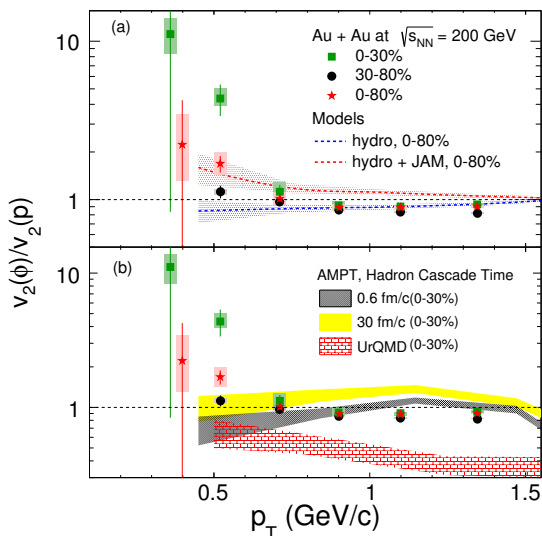 (a)
Au + Au at √s_NN = 200 GeV
0-30%
30-80%
0-80%
Models
hydro, 0-80%
hydro + JAM, 0-80%
10
1
v₂(ϕ)/v₂(p)
(b)
AMPT, Hadron Cascade Time
0.6 fm/c(0-30%)
30 fm/c(0-30%)
UrQMD(0-30%)
10
1
0.5 1 1.5
p_T (GeV/c)